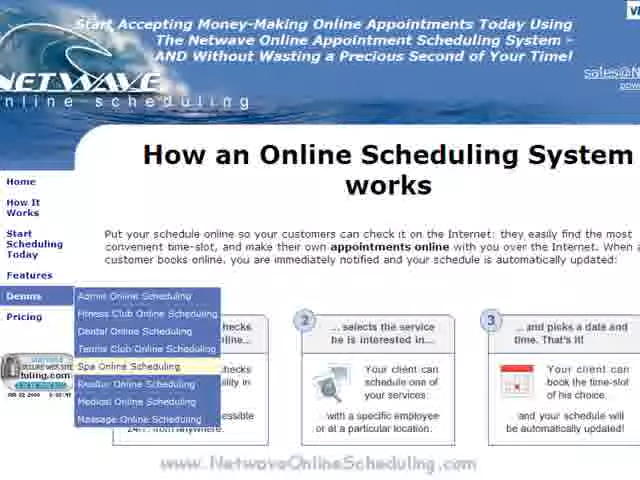 Start Accepting Money-Making Online Appointments Today Using
The Netwave Online Appointment Scheduling System -
AND Without Wasting a Precious Second of Your Time!
NETWAVE
online scheduling
sales@N
powe
How an Online Scheduling System
works
Home
How It
Works
Start
Scheduling
Today
Features
Demos
Pricing
Put your schedule online so your customers can check it on the Internet: they easily find the most
convenient time-slot, and make their own appointments online with you over the Internet. When a
customer books online, you are immediately notified and your schedule is automatically updated:
Admin Online Scheduling
Fitness Club Online Scheduling
Dental Online Scheduling
Tennis Club Online Scheduling
Spa Online Scheduling
Realtor Online Scheduling
Medical Online Scheduling
Massage Online Scheduling
2
... selects the service
he is interested in...
Your client can
schedule one of
your services:
with a specific employee
or at a particular location.
3
... and picks a date and
time. That's it!
Your client can
book the time-slot
of his choice.
and your schedule will
be automatically updated!
24/7 from anywhere.
www.NetwaveOnlineScheduling.com